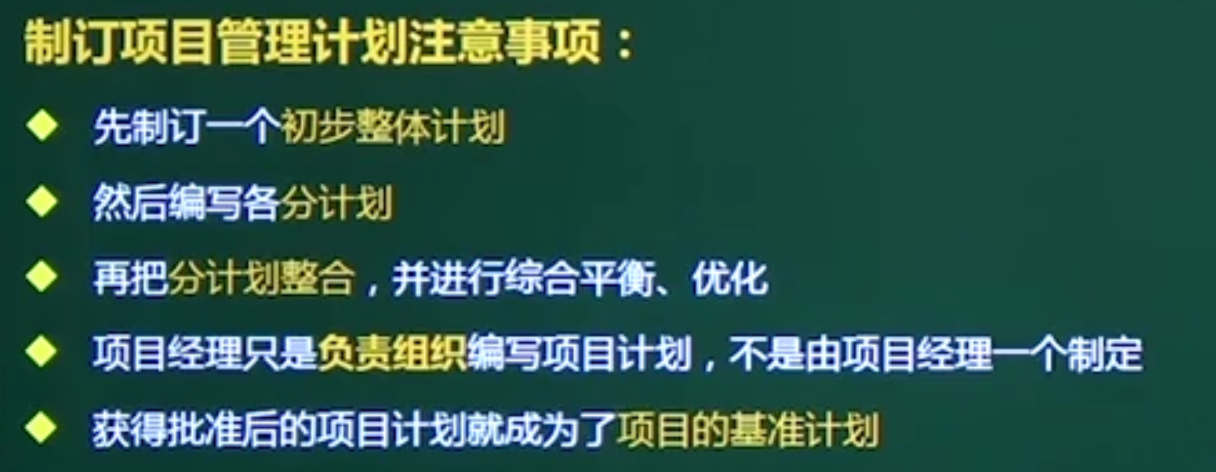 制订项目管理计划注意事项：
先制订一个初步整体计划
然后编写各分计划
再把分计划整合，并进行综合平衡、优化
项目经理只是负责组织编写项目计划，不是由项目经理一个制定
获得批准后的项目计划就成为了项目的基准计划